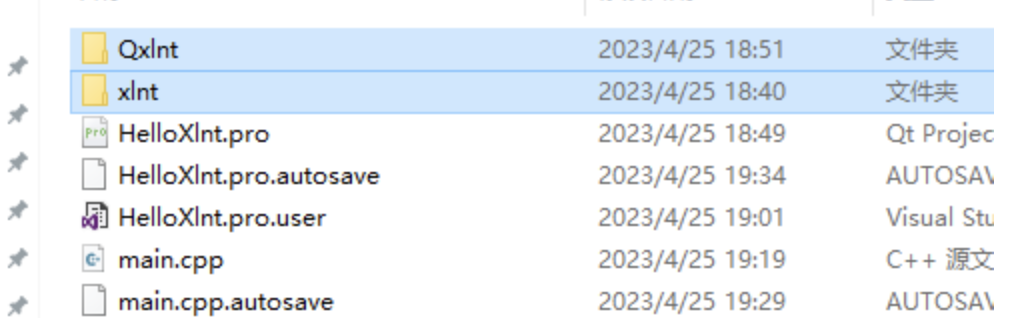 Qxlnt 2023/4/25 18:51 文件夹
xlnt 2023/4/25 18:40 文件夹
HelloXlnt.pro 2023/4/25 18:49 Qt Projec
HelloXlnt.pro.autosave 2023/4/25 19:34 AUTOSAV
HelloXlnt.pro.user 2023/4/25 19:01 Visual Stu
main.cpp 2023/4/25 19:19 C++ 源文
main.cpp.autosave 2023/4/25 19:29 AUTOSAV